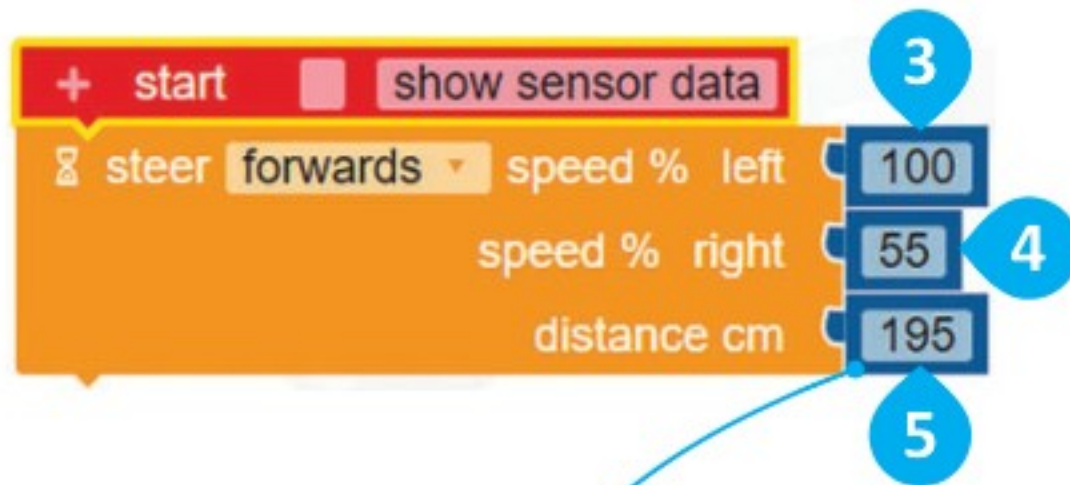 + start show sensor data
3
steer forwards speed % left 100
speed % right 55
4
distance cm 195
5